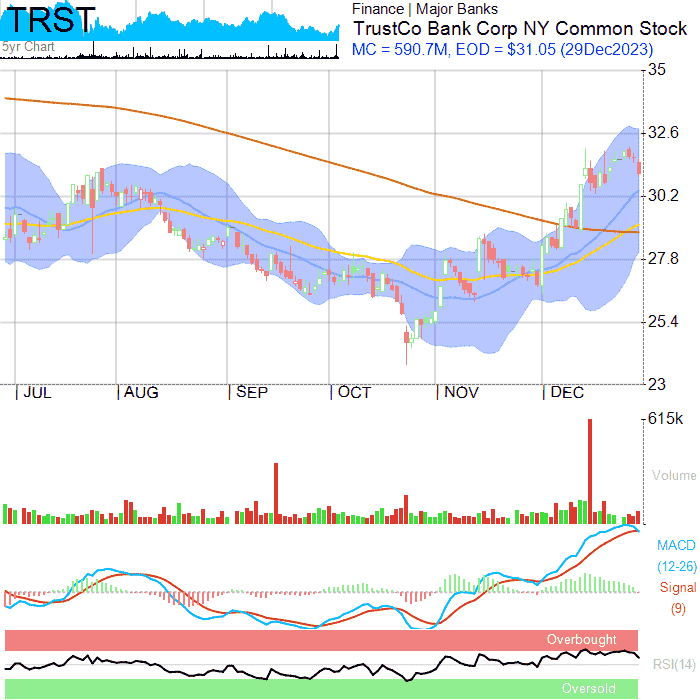 TRST
5yr Chart
Finance | Major Banks
TrustCo Bank Corp NY Common Stock
MC = 590.7M, EOD = $31.05 (29Dec2023)
35
32.6
30.2
27.8
25.4
23
| JUL | AUG | SEP | OCT | NOV | DEC
615k
Volume
MACD
(12-26)
Signal
(9)
Overbought
RSI(14)
Oversold